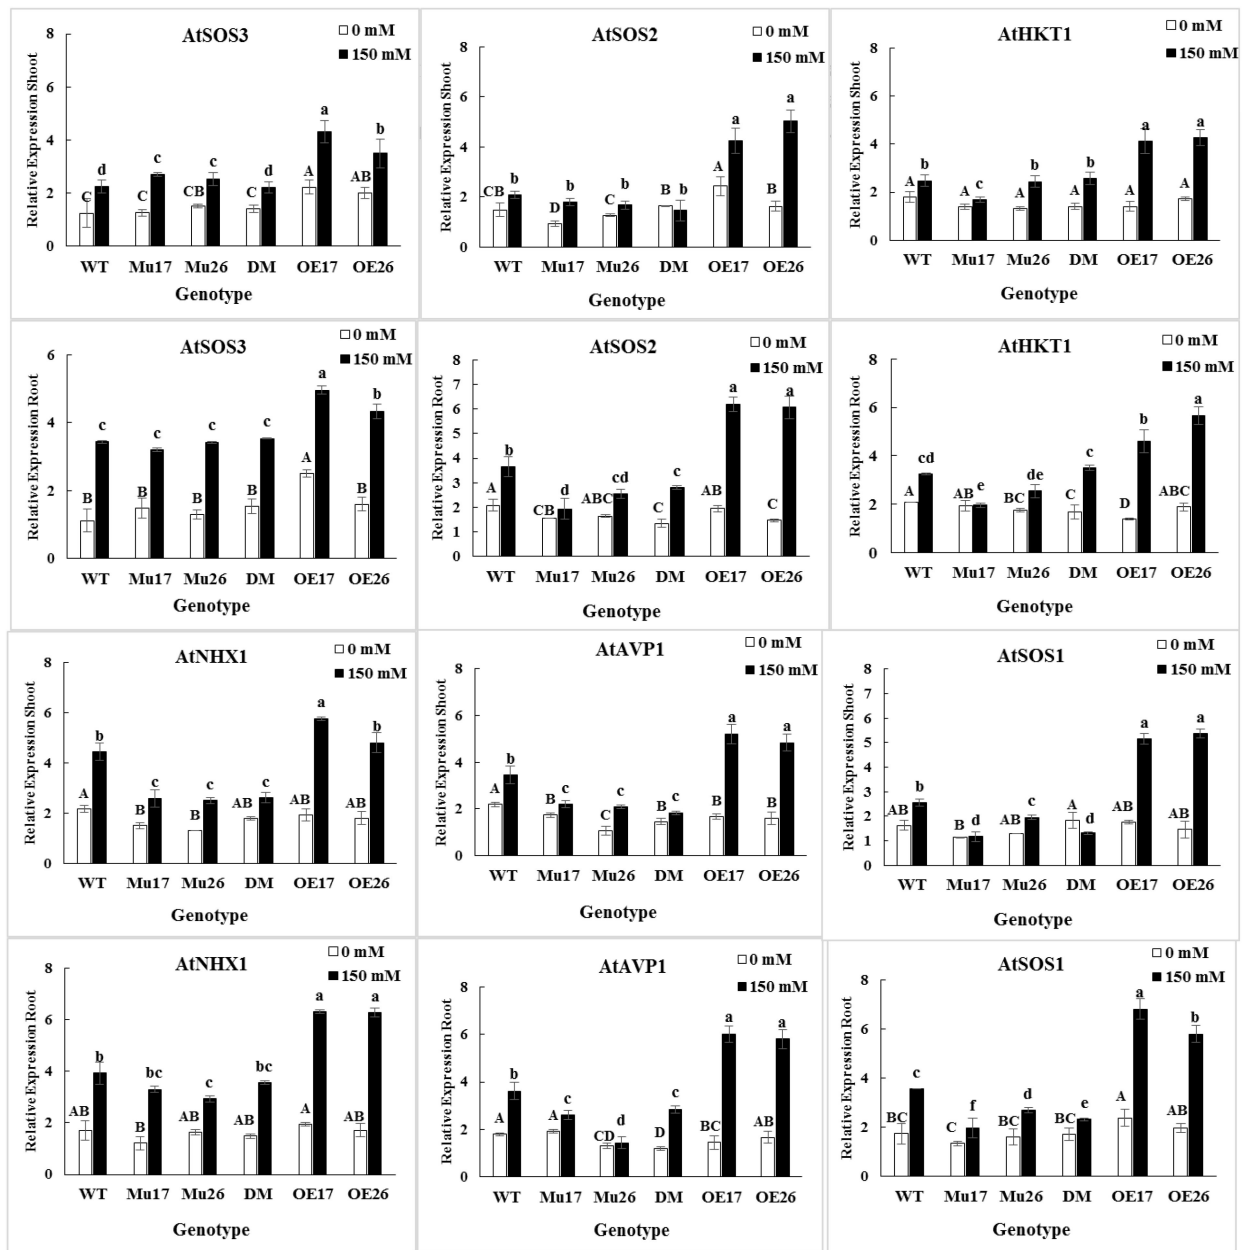 AtSOS3
0 mM
150 mM
Relative Expression Shoot
8
6
4
2
0
C d C c CB c C d A a AB b
WT Mu17 Mu26 DM OE17 OE26
Genotype
AtSOS2
0 mM
150 mM
Relative Expression Shoot
8
6
4
2
0
CB b D b C b B b A a B a
WT Mu17 Mu26 DM OE17 OE26
Genotype
AtHKT1
0 mM
150 mM
Relative Expression Shoot
8
6
4
2
0
A b A c A b A b A a A a
WT Mu17 Mu26 DM OE17 OE26
Genotype
AtSOS3
0 mM
150 mM
Relative Expression Root
6
4
2
0
B c B c B c B c A a B b
WT Mu17 Mu26 DM OE17 OE26
Genotype
AtSOS2
0 mM
150 mM
Relative Expression Root
8
7
6
5
4
3
2
1
0
A b CB d ABC cd C c AB a C a
WT Mu17 Mu26 DM OE17 OE26
Genotype
AtHKT1
0 mM
150 mM
Relative Expression Root
8
6
4
2
0
A cd AB e BC de C c D b ABC a
WT Mu17 Mu26 DM OE17 OE26
Genotype
AtNHX1
0 mM
150 mM
Relative Expression Shoot
8
6
4
2
0
A b B c B c AB c AB a AB b
WT Mu17 Mu26 DM OE17 OE26
Genotype
AtAVP1
0 mM
150 mM
Relative Expression Shoot
8
6
4
2
0
A b B c C c B c B a B a
WT Mu17 Mu26 DM OE17 OE26
Genotype
AtSOS1
0 mM
150 mM
Relative Expression Shoot
8
7
6
5
4
3
2
1
0
AB b B d AB c A d AB a AB a
WT Mu17 Mu26 DM OE17 OE26
Genotype
AtNHX1
0 mM
150 mM
Relative Expression Root
8
6
4
2
0
AB b B bc AB c AB bc A a AB a
WT Mu17 Mu26 DM OE17 OE26
Genotype
AtAVP1
0 mM
150 mM
Relative Expression Root
8
6
4
2
0
A b A c CD d D c BC a AB a
WT Mu17 Mu26 DM OE17 OE26
Genotype
AtSOS1
0 mM
150 mM
Relative Expression Root
8
6
4
2
0
BC c C f BC d BC e A a AB b
WT Mu17 Mu26 DM OE17 OE26
Genotype